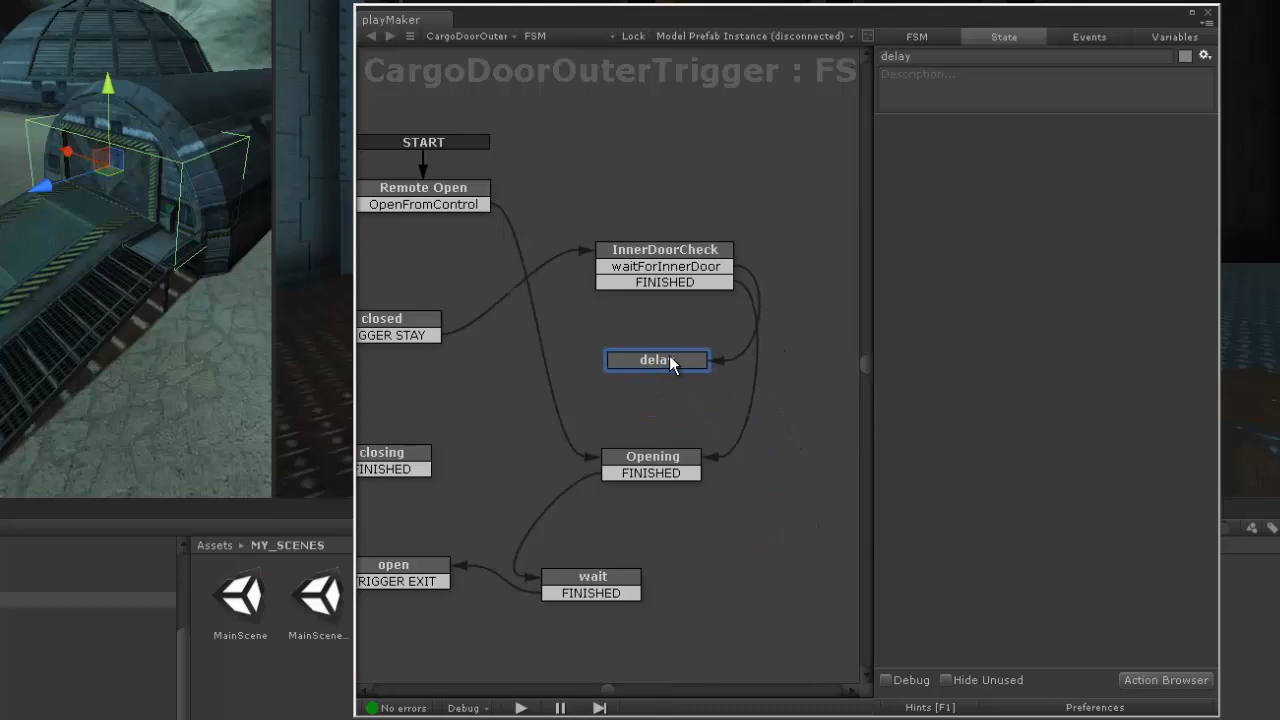 playMaker
CargoDoorOuter FSM Lock Model Prefab Instance (disconnected)
FSM State Events Variables
CargoDoorOuterTrigger : FS
delay
Description...
START
Remote Open
OpenFromControl
InnerDoorCheck
waitForInnerDoor
FINISHED
closed
GGER STAY
delay
closing
FINISHED
Opening
FINISHED
open
RIGGER EXIT
wait
FINISHED
Assets MY_SCENES
MainScene
MainScene...
Debug Hide Unused Action Browser
No errors Debug Hints [F1] Preferences